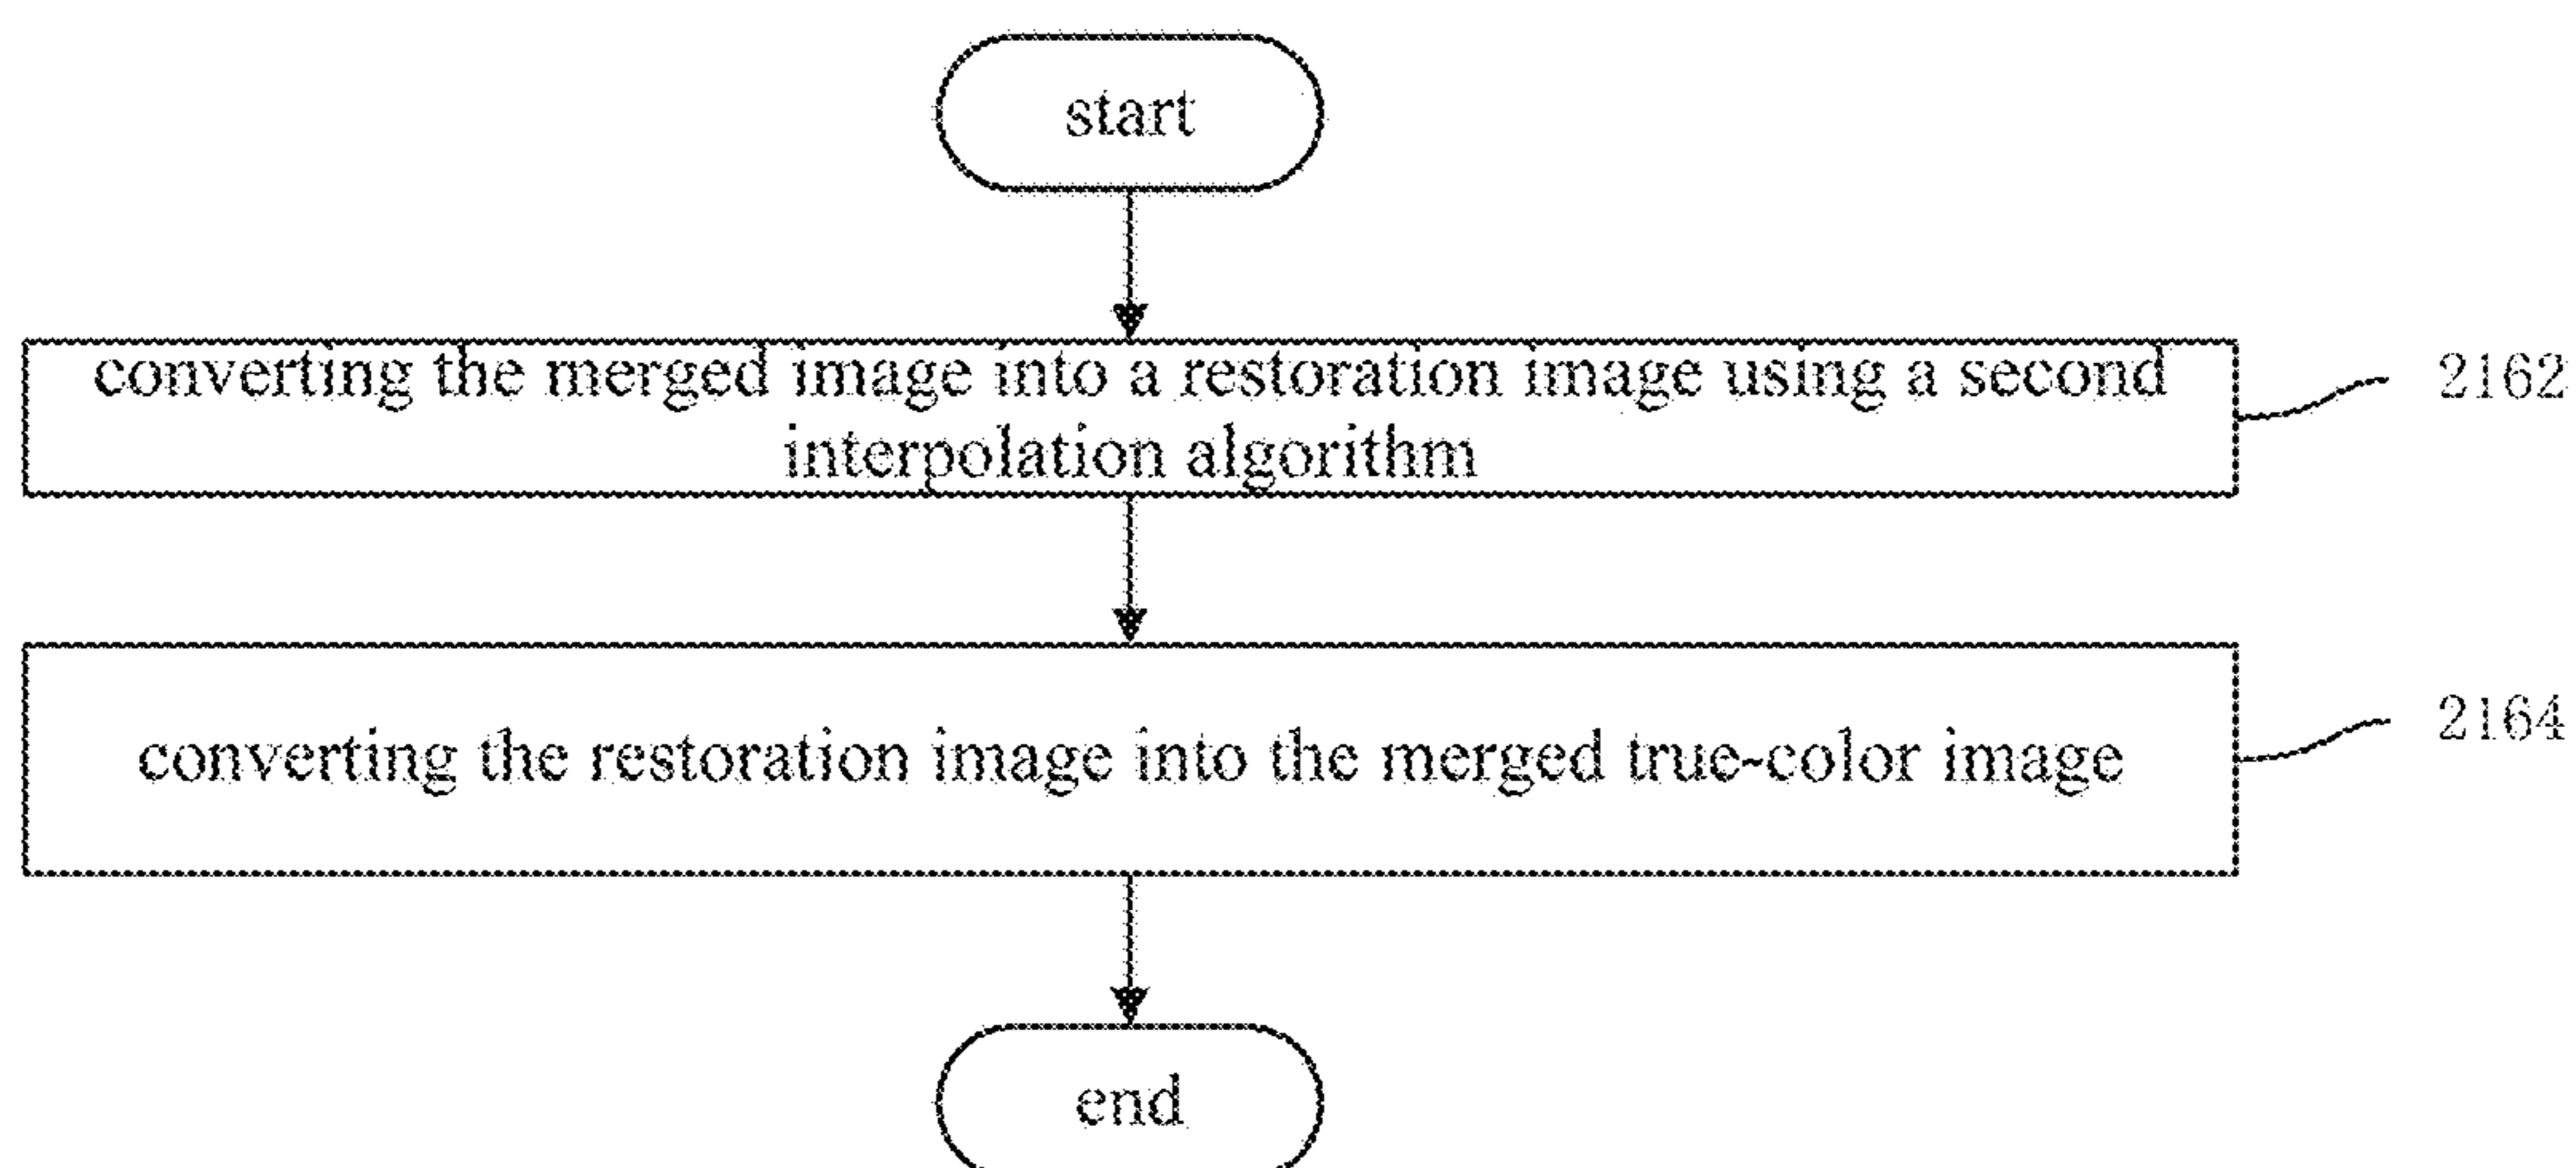 start
converting the merged image into a restoration image using a second
interpolation algorithm
2162
converting the restoration image into the merged true-color image
2164
end